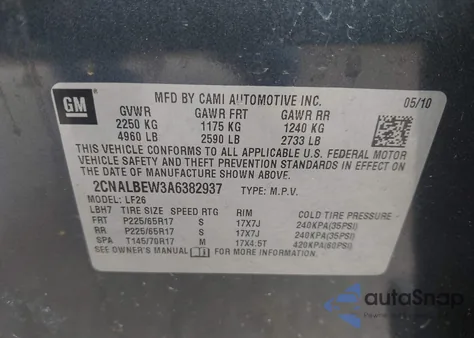 GM
MFD BY CAMI AUTOMOTIVE INC. 05/10
GVWR GAWR FRT GAWR RR
2250 KG 1175 KG 1240 KG
4960 LB 2590 LB 2733 LB
THIS VEHICLE CONFORMS TO ALL APPLICABLE U.S. FEDERAL MOTOR
VEHICLE SAFETY, BUMPER, AND THEFT PREVENTION STANDARDS IN EFFECT ON
THE DATE OF MANUFACTURE SHOWN ABOVE.
2CNALBEW3A6382937 TYPE: M.P.V.
MODEL: LF26
LBH7 TIRE SIZE SPEED RTG RIM COLD TIRE PRESSURE
FRT P225/65R17 S 17X7J 240KPA(35PSI)
RR P225/65R17 S 17X7J 240KPA(35PSI)
SPA T145/70R17 M 17X4.5T 420KPA(60PSI)
SEE OWNER'S MANUAL FOR ADDITIONAL INFORMATION.
autoSnap